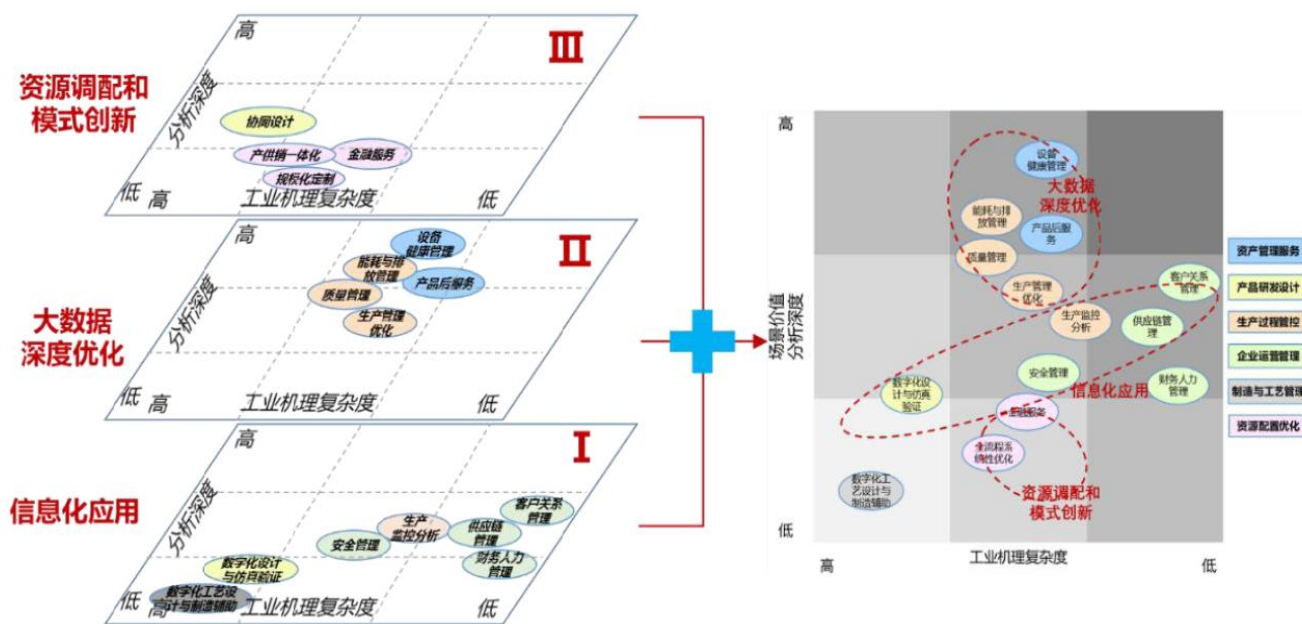 高
III
资源调配和
模式创新
分析深度
协同设计
产供销一体化
金融服务
规模化定制
低
高
工业机理复杂度
低
高
II
设备
健康管理
能耗与排
放管理
产品后服务
质量管理
生产管理
优化
大数据
深度优化
分析深度
低
高
工业机理复杂度
低
高
I
信息化应用
分析深度
客户关系
管理
生产
监控分析
供应链
管理
安全管理
财务人力
管理
数字化设计
与仿真验证
数字化工艺设
计与制造辅助
低
高
工业机理复杂度
低
高
场景价值
分析深度
设备
健康管理
大数据
深度优化
能耗与排
放管理
产品后服
务
质量管理
生产管理
优化
客户关系
管理
生产监控
分析
供应链管
理
安全管理
信息化应用
财务人力
管理
数字化设
计与仿真
验证
金融服务
全流程系
统性优化
数字化工
艺设计与
制造辅助
资源调配和
模式创新
低
高
工业机理复杂度
低
资产管理服务
产品研发设计
生产过程管控
企业运营管理
制造与工艺管理
资源配置优化